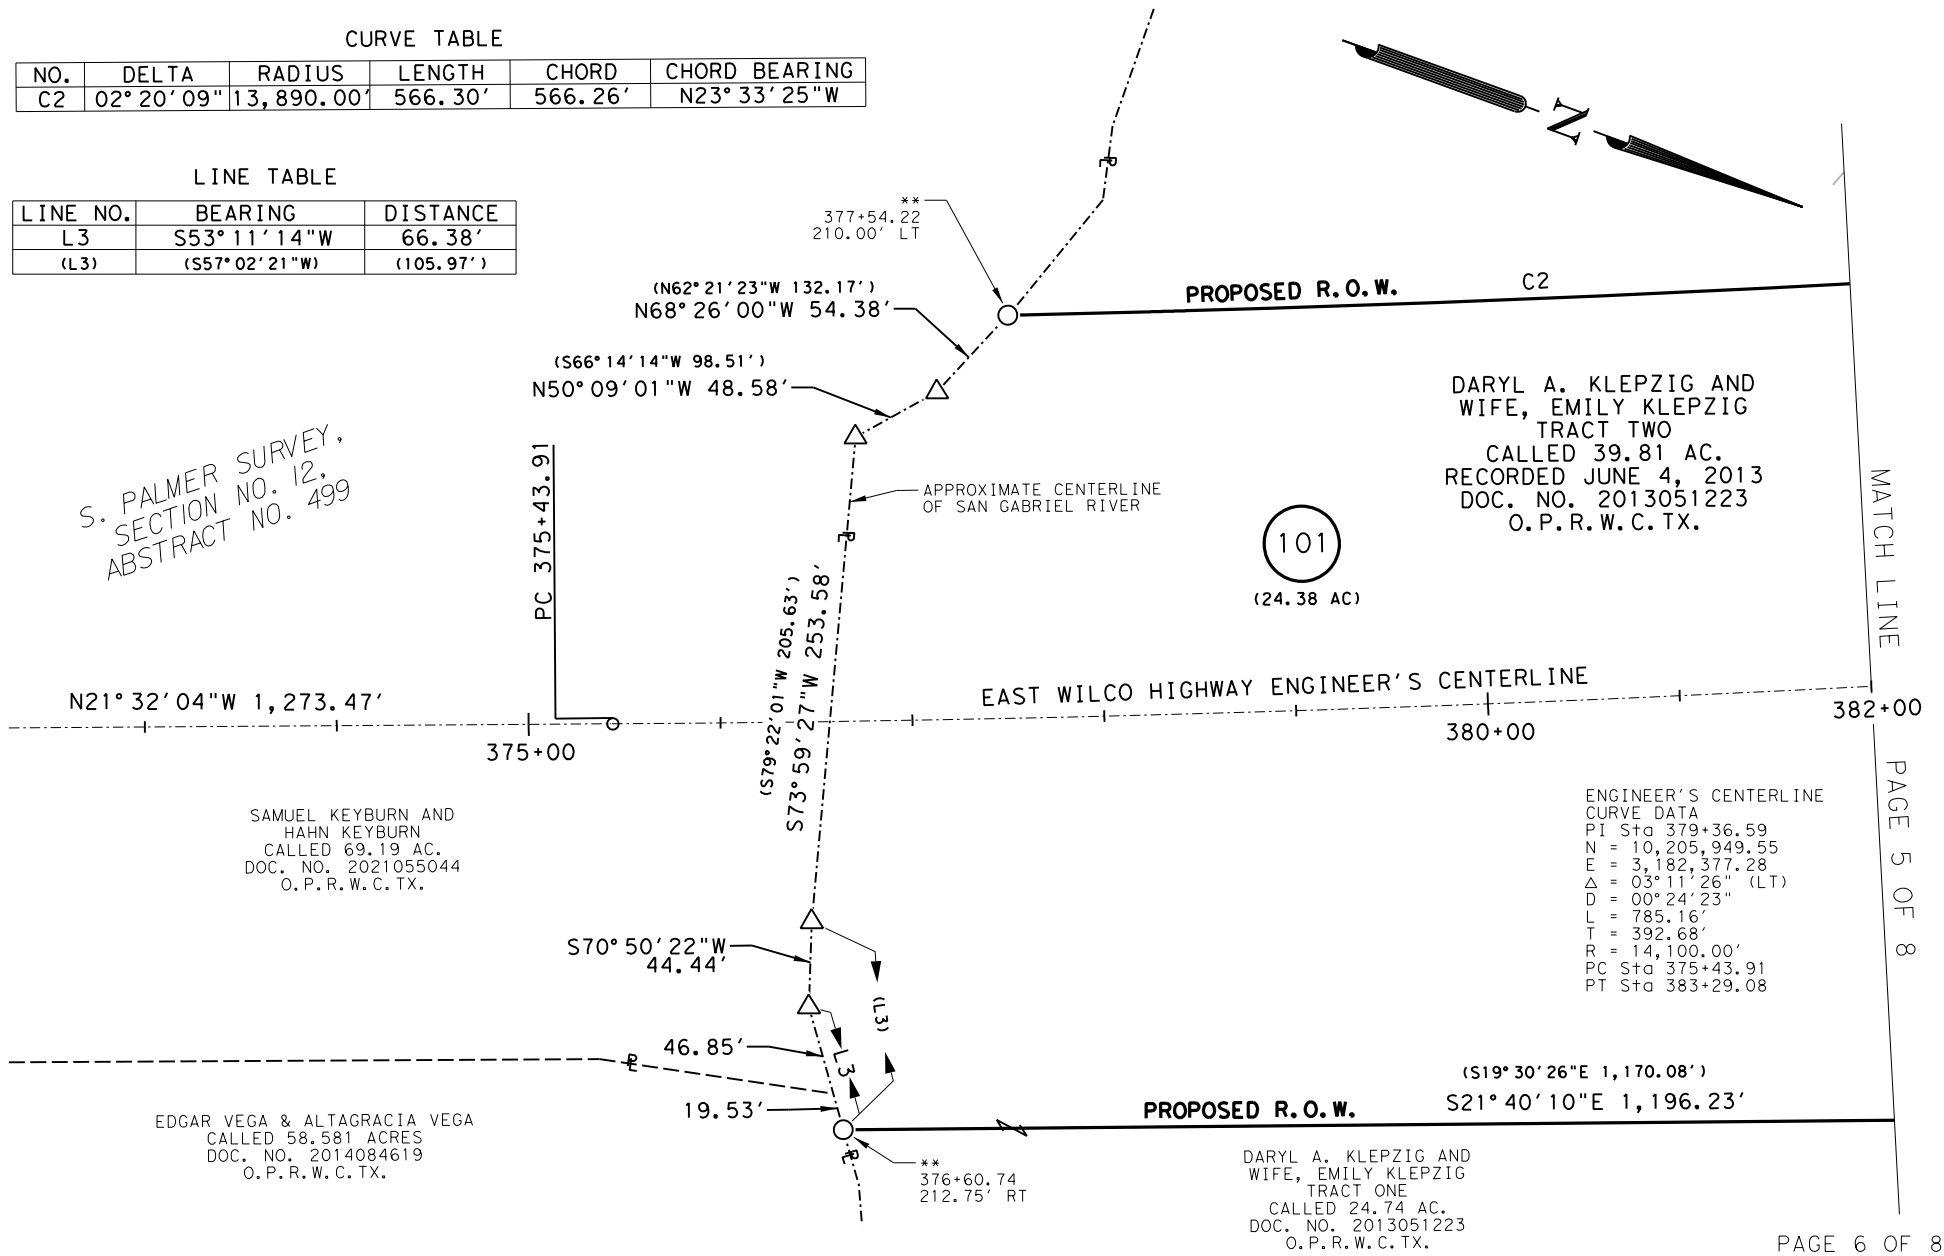 CURVE TABLE
NO. DELTA RADIUS LENGTH CHORD CHORD BEARING
C2 02°20'09" 13,890.00' 566.30' 566.26' N23°33'25"W
LINE TABLE
LINE NO. BEARING DISTANCE
L3 S53°11'14"W 66.38'
(L3) (S57°02'21"W) (105.97')
N
P
L
**
377+54.22
210.00' LT
(N62°21'23"W 132.17')
N68°26'00"W 54.38'
(S66°14'14"W 98.51')
N50°09'01"W 48.58'
PROPOSED R.O.W.
C2
S. PALMER SURVEY,
SECTION NO. 12,
ABSTRACT NO. 499
PC 375+43.91
APPROXIMATE CENTERLINE
OF SAN GABRIEL RIVER
P
L
DARYL A. KLEPZIG AND
WIFE, EMILY KLEPZIG
TRACT TWO
CALLED 39.81 AC.
RECORDED JUNE 4, 2013
DOC. NO. 2013051223
O.P.R.W.C.TX.
101
(24.38 AC)
MATCH LINE
(S79°22'01"W 205.63')
S73°59'27"W 253.58'
N21°32'04"W 1,273.47'
EAST WILCO HIGHWAY ENGINEER'S CENTERLINE
375+00
380+00
382+00
PAGE 5 OF 8
SAMUEL KEYBURN AND
HAHN KEYBURN
CALLED 69.19 AC.
DOC. NO. 2021055044
O.P.R.W.C.TX.
ENGINEER'S CENTERLINE
CURVE DATA
PI Sta 379+36.59
N = 10,205,949.55
E = 3,182,377.28
△ = 03°11'26" (LT)
D = 00°24'23"
L = 785.16'
T = 392.68'
R = 14,100.00'
PC Sta 375+43.91
PT Sta 383+29.08
S70°50'22"W
44.44'
(L3)
46.85'
L3
P
L
19.53'
(S19°30'26"E 1,170.08')
S21°40'10"E 1,196.23'
PROPOSED R.O.W.
EDGAR VEGA & ALTAGRACIA VEGA
CALLED 58.581 ACRES
DOC. NO. 2014084619
O.P.R.W.C.TX.
P
L
**
376+60.74
212.75' RT
DARYL A. KLEPZIG AND
WIFE, EMILY KLEPZIG
TRACT ONE
CALLED 24.74 AC.
DOC. NO. 2013051223
O.P.R.W.C.TX.
PAGE 6 OF 8